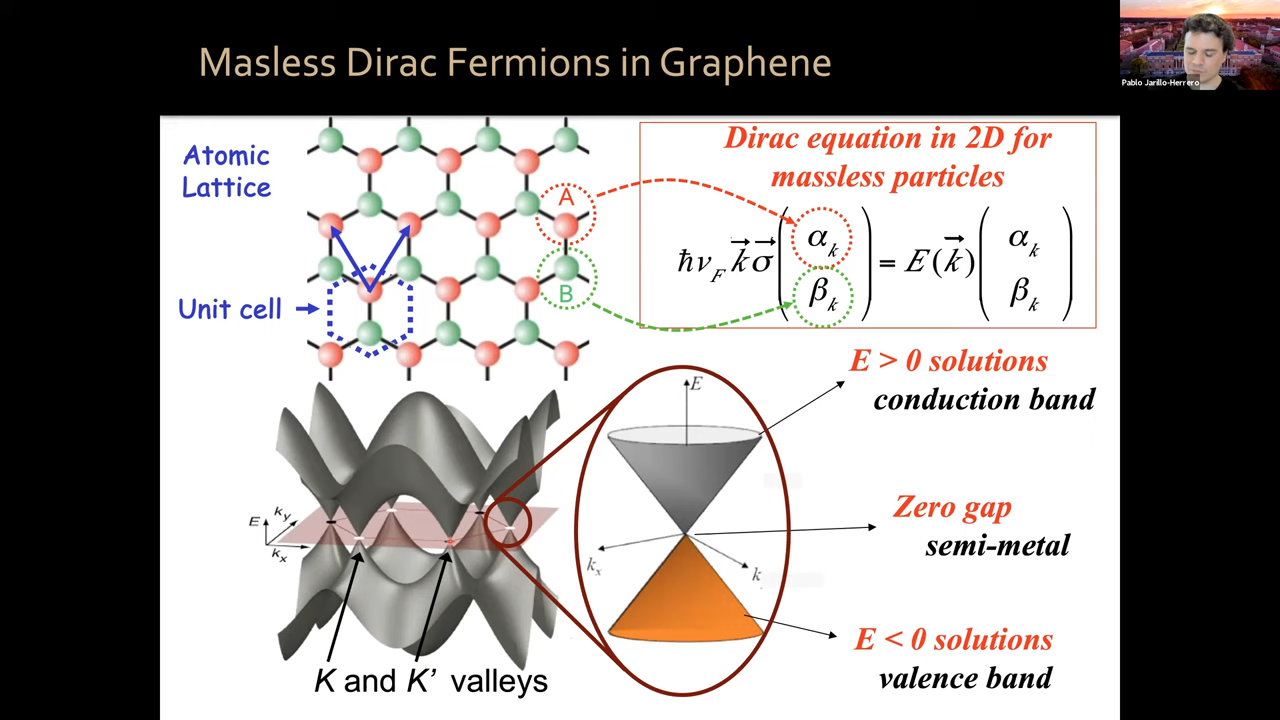 Masless Dirac Fermions in Graphene
Pablo Jarillo-Herrero
Atomic
Lattice
Unit cell
A
B
Dirac equation in 2D for
massless particles
ħv_F k⃗σ⃗ (α_k β_k) = E(k⃗) (α_k β_k)
E > 0 solutions
conduction band
E
k_x
k
Zero gap
semi-metal
E < 0 solutions
valence band
E
k_y
k_x
K and K’ valleys